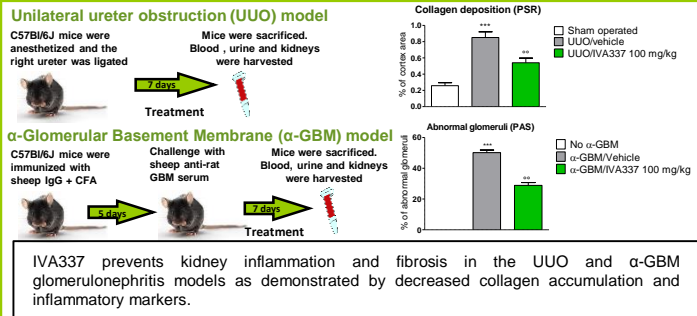 Unilateral ureter obstruction (UUO) model
C57Bl/6J mice were
anesthetized and the
right ureter was ligated
Mice were sacrificed.
Blood , urine and kidneys
were harvested
7 days
Treatment
Collagen deposition (PSR)
% of cortex area
1.0
0.8
0.6
0.4
0.2
0.0
***
°°
Sham operated
UUO/vehicle
UUO/IVA337 100 mg/kg
α-Glomerular Basement Membrane (α-GBM) model
C57Bl/6J mice were
immunized with
sheep IgG + CFA
Challenge with
sheep anti-rat
GBM serum
Mice were sacrificed.
Blood, urine and kidneys
were harvested
5 days
7 days
Treatment
Abnormal glomeruli (PAS)
% of abnormal glomeruli
60
40
20
0
***
°°
No α-GBM
α-GBM/Vehicle
α-GBM/IVA337 100 mg/kg
IVA337 prevents kidney inflammation and fibrosis in the UUO and α-GBM
glomerulonephritis models as demonstrated by decreased collagen accumulation and
inflammatory markers.